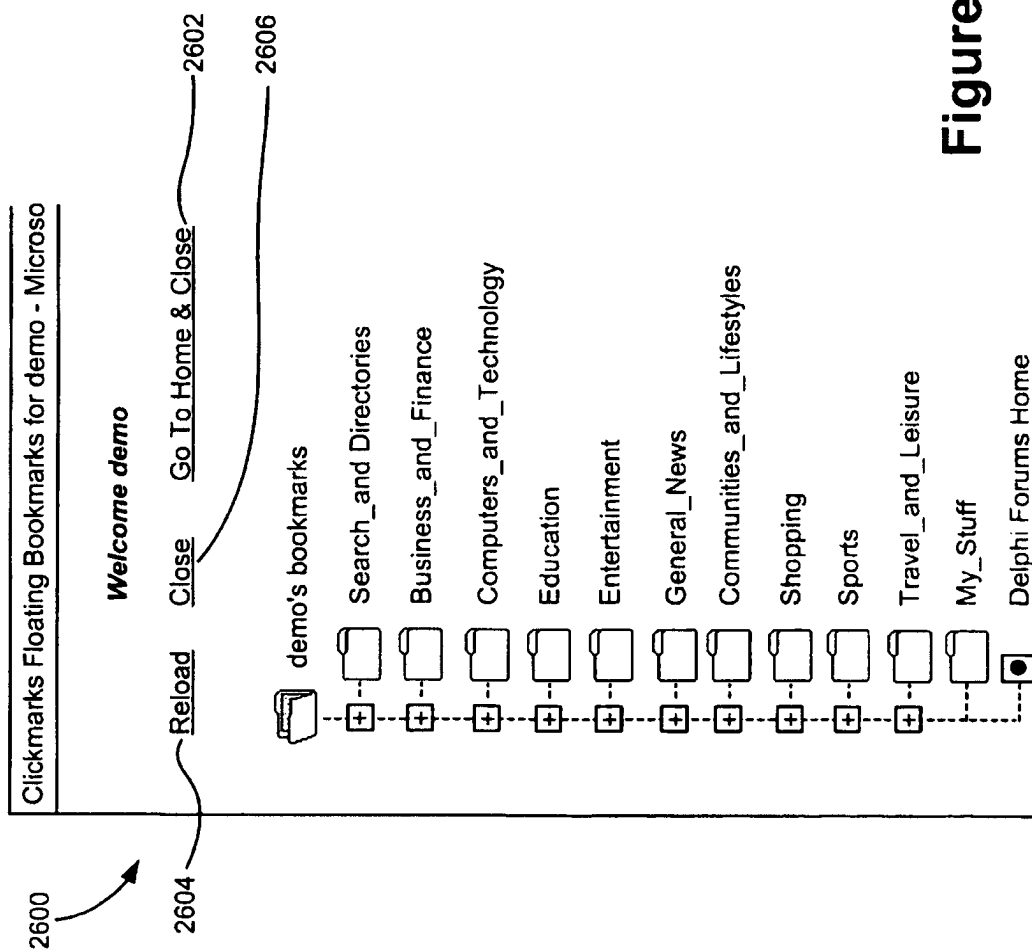 Clickmarks Floating Bookmarks for demo - Microso
2600
Welcome demo
2604
Reload Close Go To Home & Close
2602
2606
demo's bookmarks
Search_and Directories
Business_and_Finance
Computers_and_Technology
Education
Entertainment
General_News
Communities_and_Lifestyles
Shopping
Sports
Travel_and_Leisure
My_Stuff
Delphi Forums Home
Figure